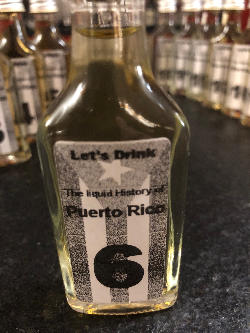 Let's Drink
The liquid History of
Puerto Rico
6